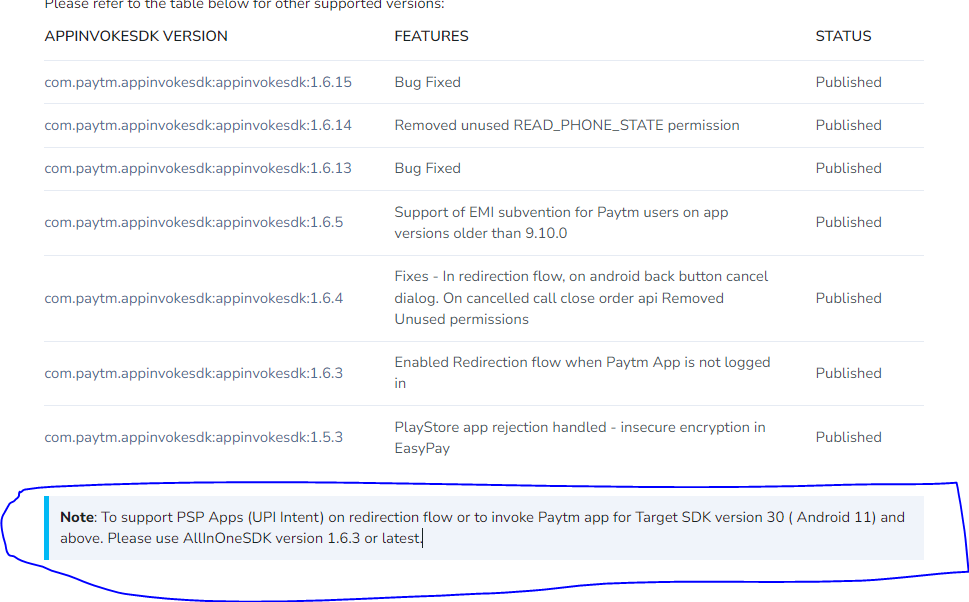 Please refer to the table below for other supported versions:
APPINVOKESDK VERSION FEATURES STATUS
com.paytm.appinvokesdk:appinvokesdk:1.6.15 Bug Fixed Published
com.paytm.appinvokesdk:appinvokesdk:1.6.14 Removed unused READ_PHONE_STATE permission Published
com.paytm.appinvokesdk:appinvokesdk:1.6.13 Bug Fixed Published
com.paytm.appinvokesdk:appinvokesdk:1.6.5 Support of EMI subvention for Paytm users on app Published
versions older than 9.10.0
Fixes - In redirection flow, on android back button cancel
com.paytm.appinvokesdk:appinvokesdk:1.6.4 dialog. On cancelled call close order api Removed Published
Unused permissions
com.paytm.appinvokesdk:appinvokesdk:1.6.3 Enabled Redirection flow when Paytm App is not logged Published
in
com.paytm.appinvokesdk:appinvokesdk:1.5.3 PlayStore app rejection handled - insecure encryption in Published
EasyPay
Note: To support PSP Apps (UPI Intent) on redirection flow or to invoke Paytm app for Target SDK version 30 ( Android 11) and
above. Please use AllInOneSDK version 1.6.3 or latest.